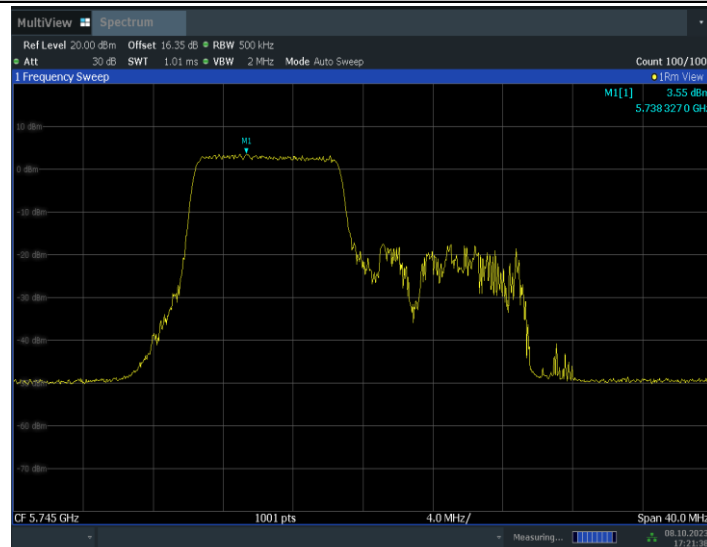 MultiView Spectrum
Ref Level 20.00 dBm Offset 16.35 dB RBW 500 kHz
Att 30 dB SWT 1.01 ms VBW 2 MHz Mode Auto Sweep Count 100/100
1 Frequency Sweep 1Rm View
M1[1] 3.55 dBm
5.738 3270 GHz
10 dBm
M1
0 dBm
-10 dBm
-20 dBm
-30 dBm
-40 dBm
-60 dBm
-70 dBm
CF 5.745 GHz 1001 pts 4.0 MHz/ Span 40.0 MHz
Measuring... 08.10.2023
17:21:36